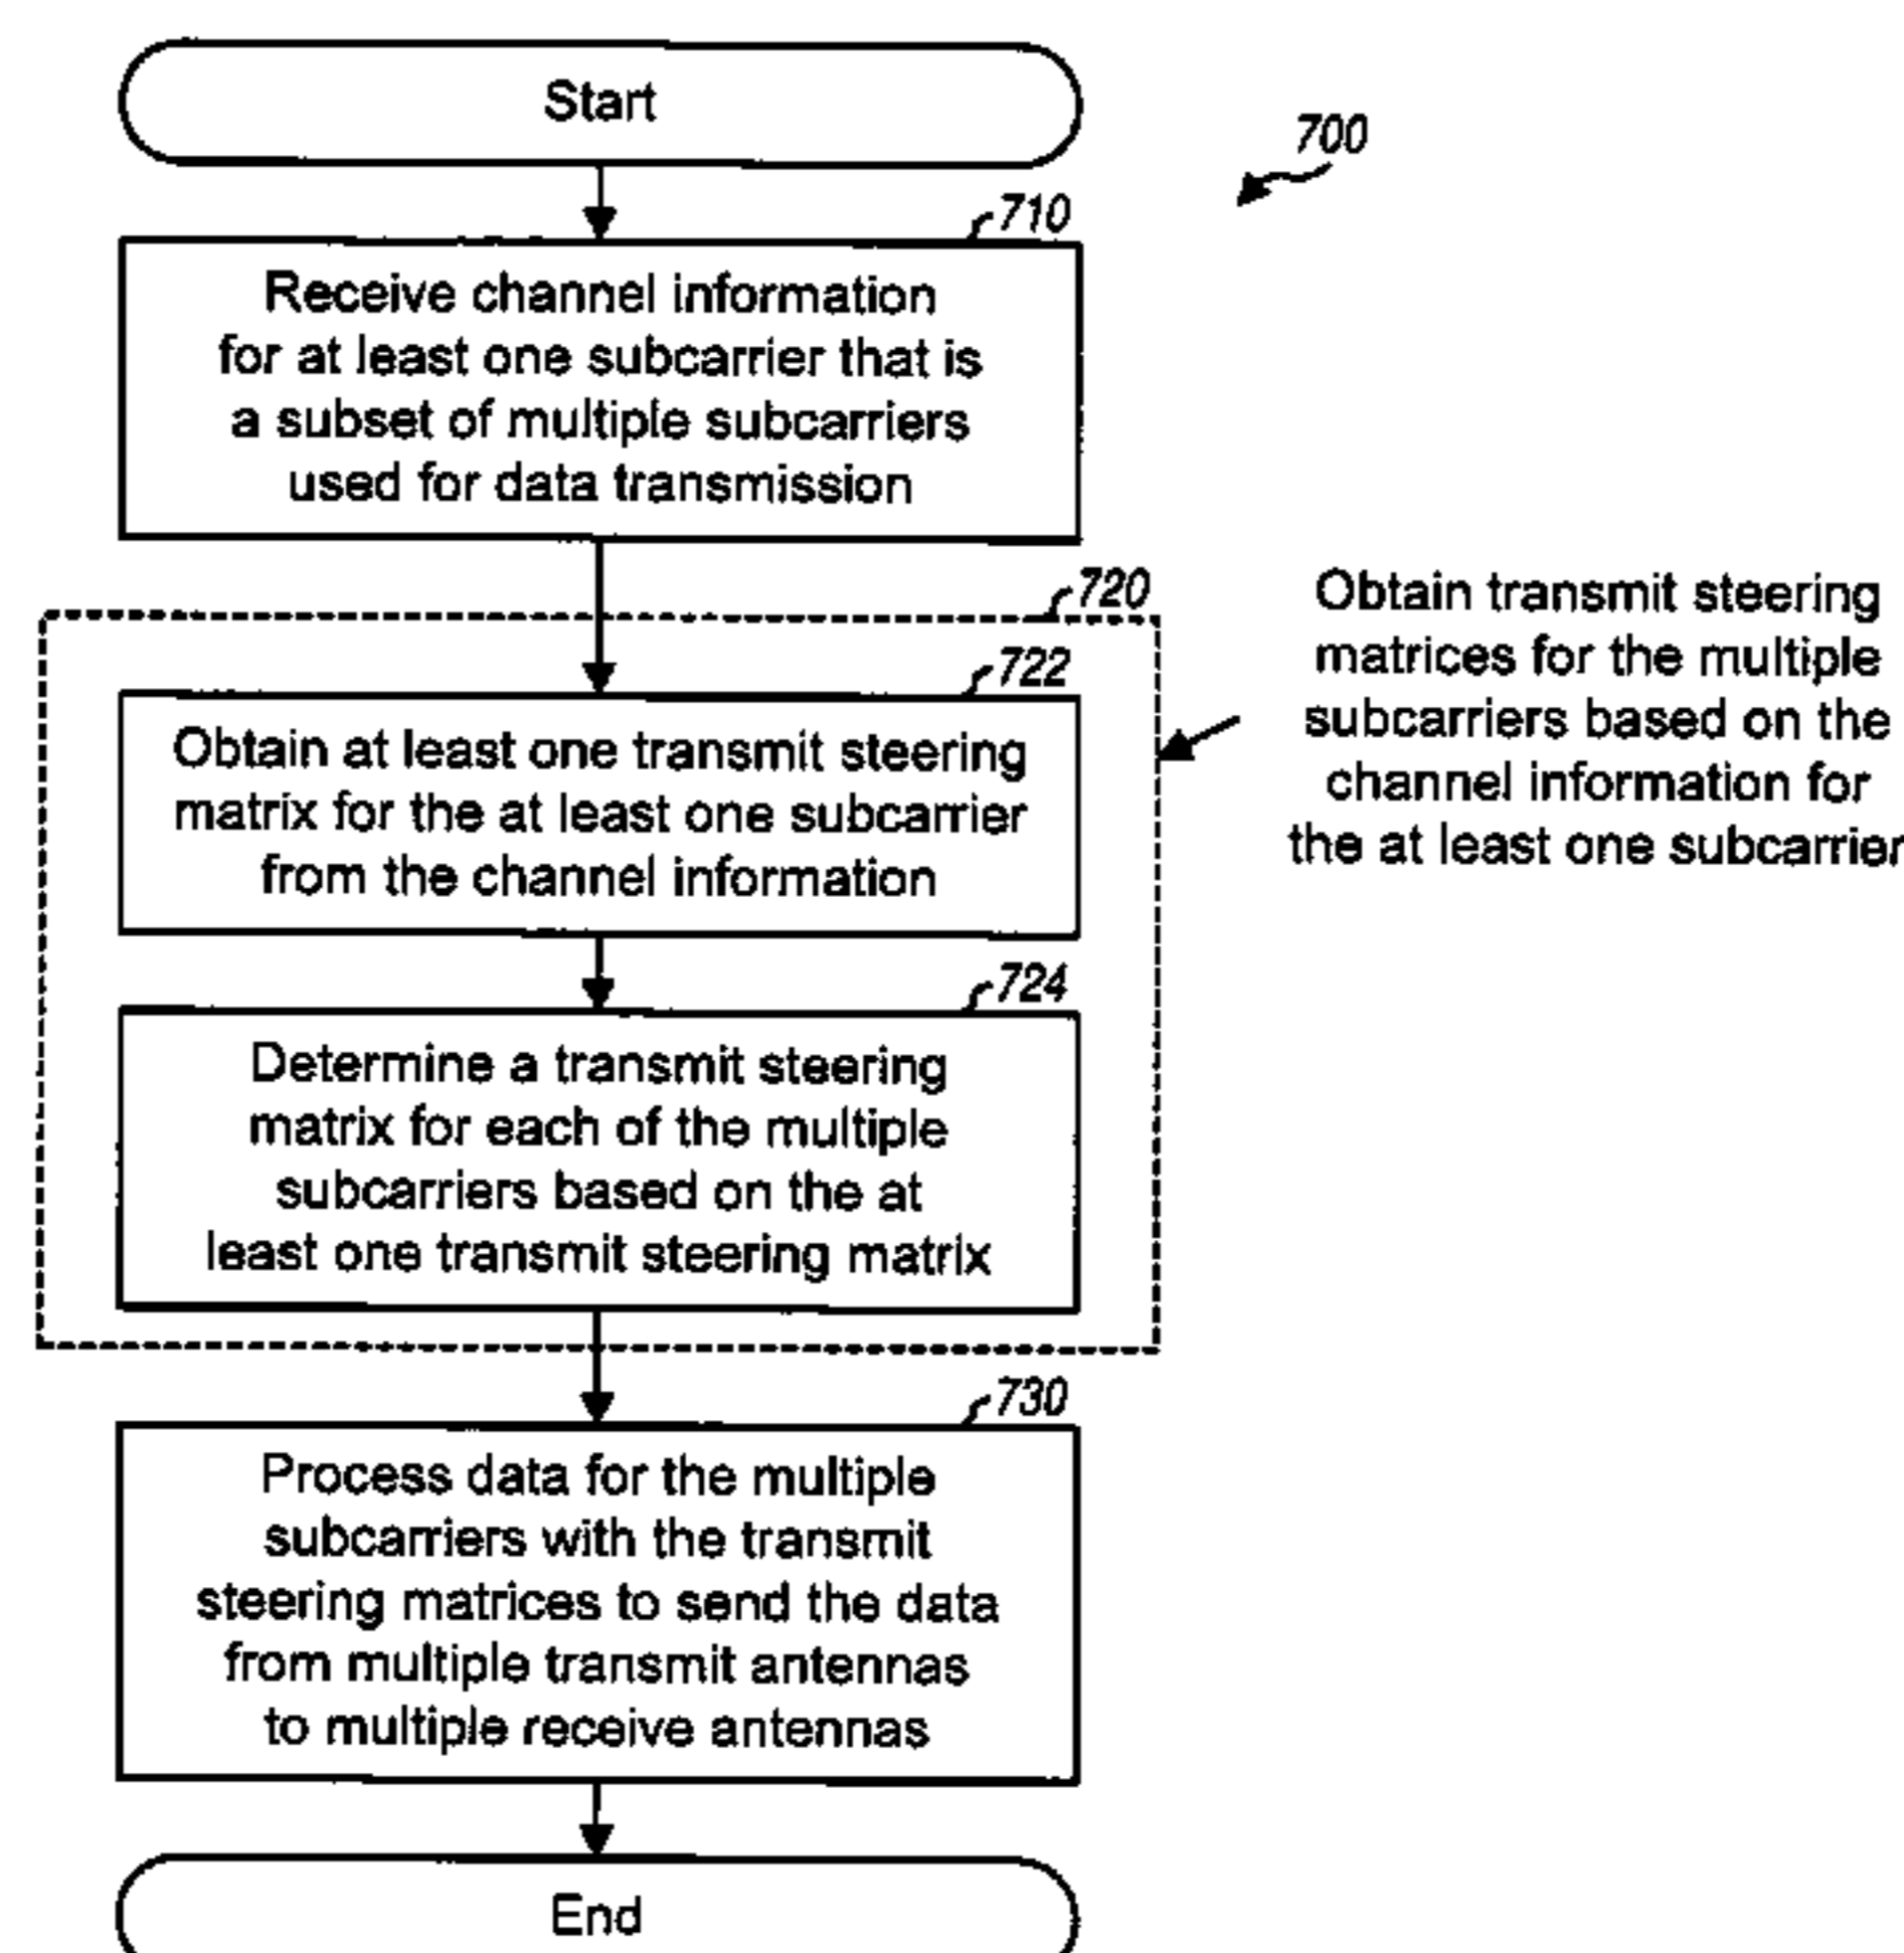 Start
700
710
Receive channel information
for at least one subcarrier that is
a subset of multiple subcarriers
used for data transmission
720
Obtain transmit steering
matrices for the multiple
subcarriers based on the
channel information for
the at least one subcarrier
722
Obtain at least one transmit steering
matrix for the at least one subcarrier
from the channel information
724
Determine a transmit steering
matrix for each of the multiple
subcarriers based on the at
least one transmit steering matrix
730
Process data for the multiple
subcarriers with the transmit
steering matrices to send the data
from multiple transmit antennas
to multiple receive antennas
End